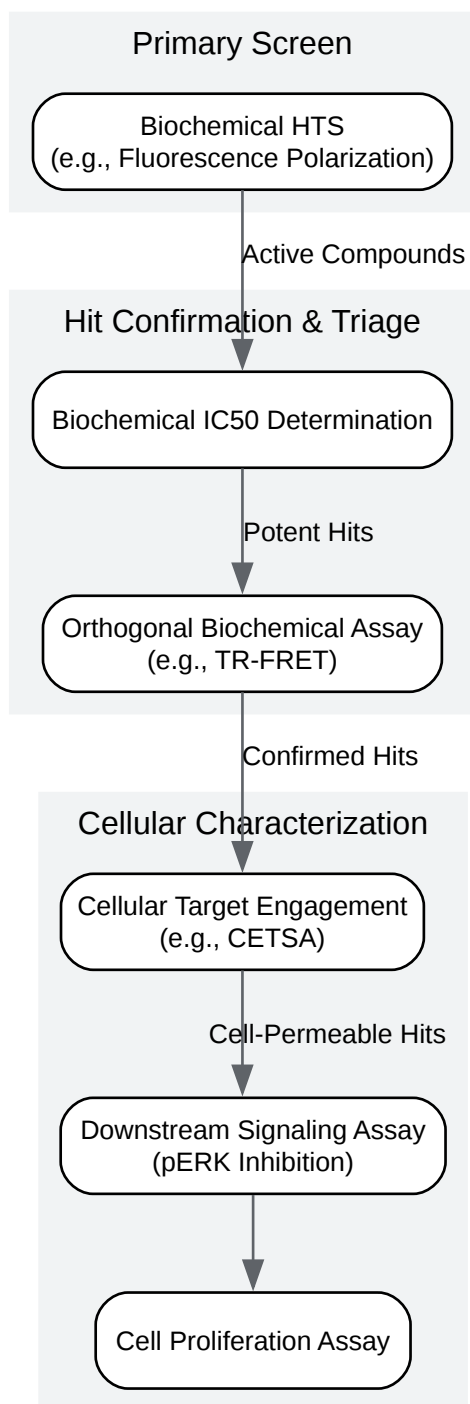 Primary Screen
Biochemical HTS
(e.g., Fluorescence Polarization)
Active Compounds
Hit Confirmation & Triage
Biochemical IC50 Determination
Potent Hits
Orthogonal Biochemical Assay
(e.g., TR-FRET)
Confirmed Hits
Cellular Characterization
Cellular Target Engagement
(e.g., CETSA)
Cell-Permeable Hits
Downstream Signaling Assay
(pERK Inhibition)
Cell Proliferation Assay